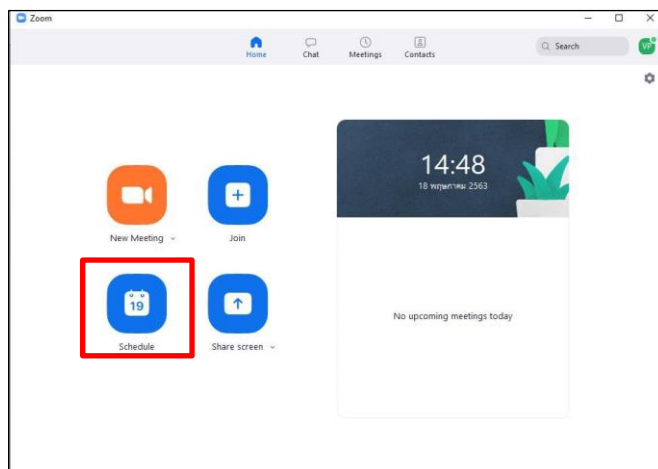 Zoom
Home
Chat
Meetings
Contacts
Search
VP
14:48
18 พฤษภาคม 2563
New Meeting
Join
19
Schedule
Share screen
No upcoming meetings today